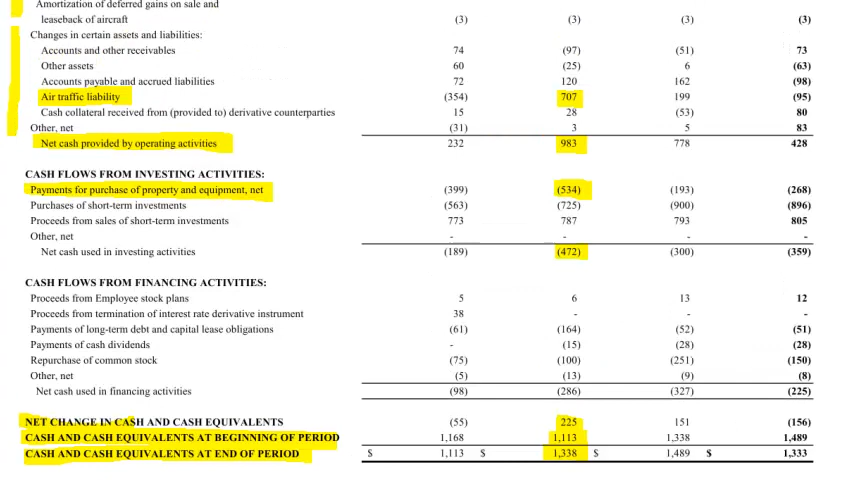 Amortization of deferred gains on sale and
leaseback of aircraft (3) (3) (3) (3)
Changes in certain assets and liabilities:
Accounts and other receivables 74 (97) (51) 73
Other assets 60 (25) 6 (63)
Accounts payable and accrued liabilities 72 120 162 (98)
Air traffic liability (354) 707 199 (95)
Cash collateral received from (provided to) derivative counterparties 15 28 (53) 80
Other, net (31) 3 5 83
Net cash provided by operating activities 232 983 778 428
CASH FLOWS FROM INVESTING ACTIVITIES:
Payments for purchase of property and equipment, net (399) (534) (193) (268)
Purchases of short-term investments (563) (725) (900) (896)
Proceeds from sales of short-term investments 773 787 793 805
Other, net - - - -
Net cash used in investing activities (189) (472) (300) (359)
CASH FLOWS FROM FINANCING ACTIVITIES:
Proceeds from Employee stock plans 5 6 13 12
Proceeds from termination of interest rate derivative instrument 38 - - -
Payments of long-term debt and capital lease obligations (61) (164) (52) (51)
Payments of cash dividends - (15) (28) (28)
Repurchase of common stock (75) (100) (251) (150)
Other, net (5) (13) (9) (8)
Net cash used in financing activities (98) (286) (327) (225)
NET CHANGE IN CASH AND CASH EQUIVALENTS (55) 225 151 (156)
CASH AND CASH EQUIVALENTS AT BEGINNING OF PERIOD 1,168 1,113 1,338 1,489
CASH AND CASH EQUIVALENTS AT END OF PERIOD $ 1,113 $ 1,338 $ 1,489 $ 1,333